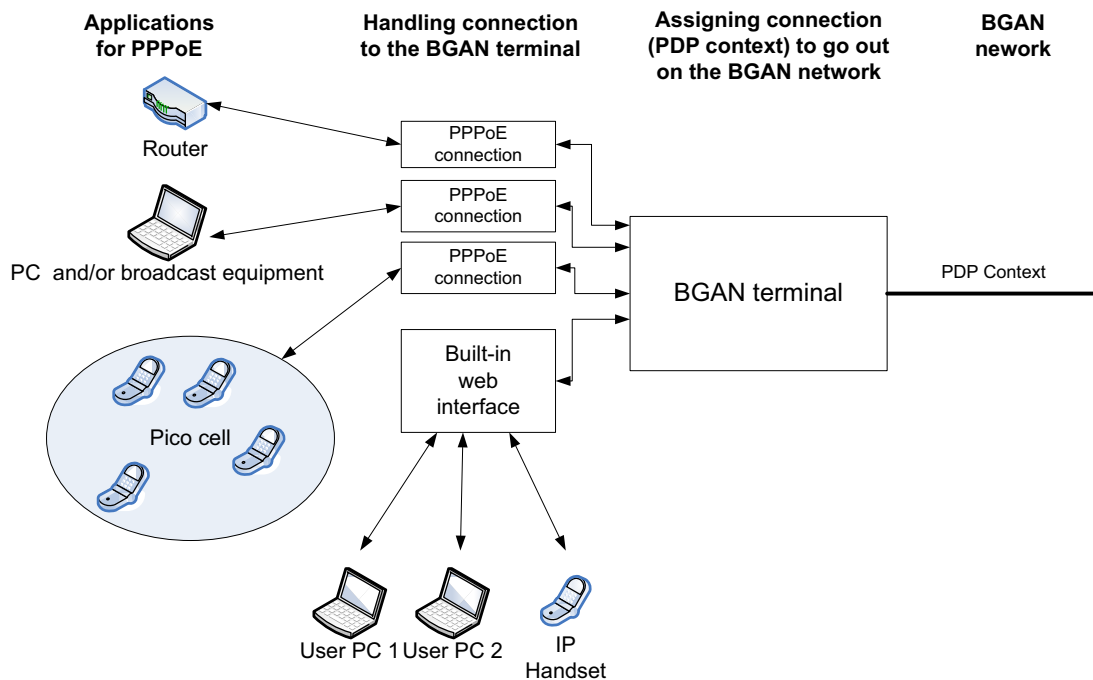 Applications
for PPPoE
Handling connection
to the BGAN terminal
Assigning connection
(PDP context) to go out
on the BGAN network
BGAN
nework
Router
PPPoE
connection
PPPoE
connection
PC  and/or broadcast equipment
PPPoE
connection
BGAN terminal
PDP Context
Built-in
web
interface
Pico cell
User PC 1
User PC 2
IP
Handset